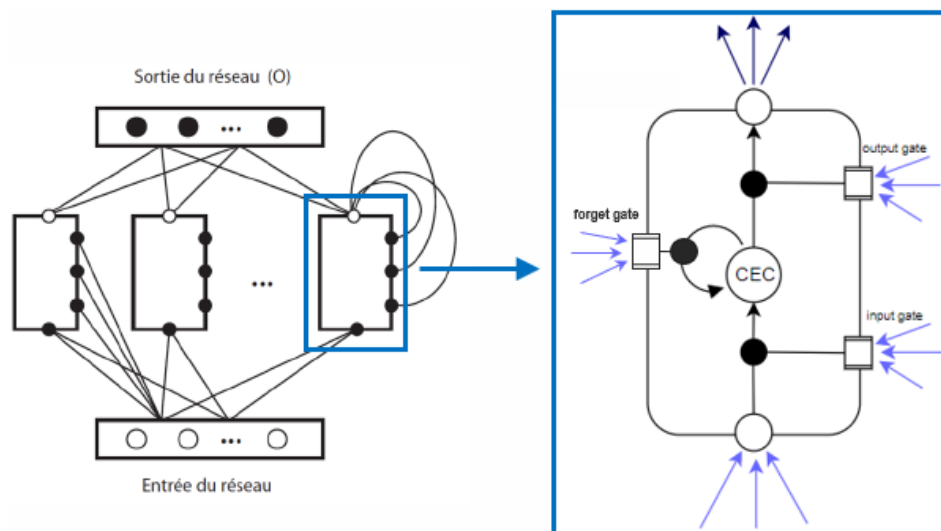 Sortie du réseau (O)
...
...
Entrée du réseau
...
output gate
forget gate
CEC
input gate